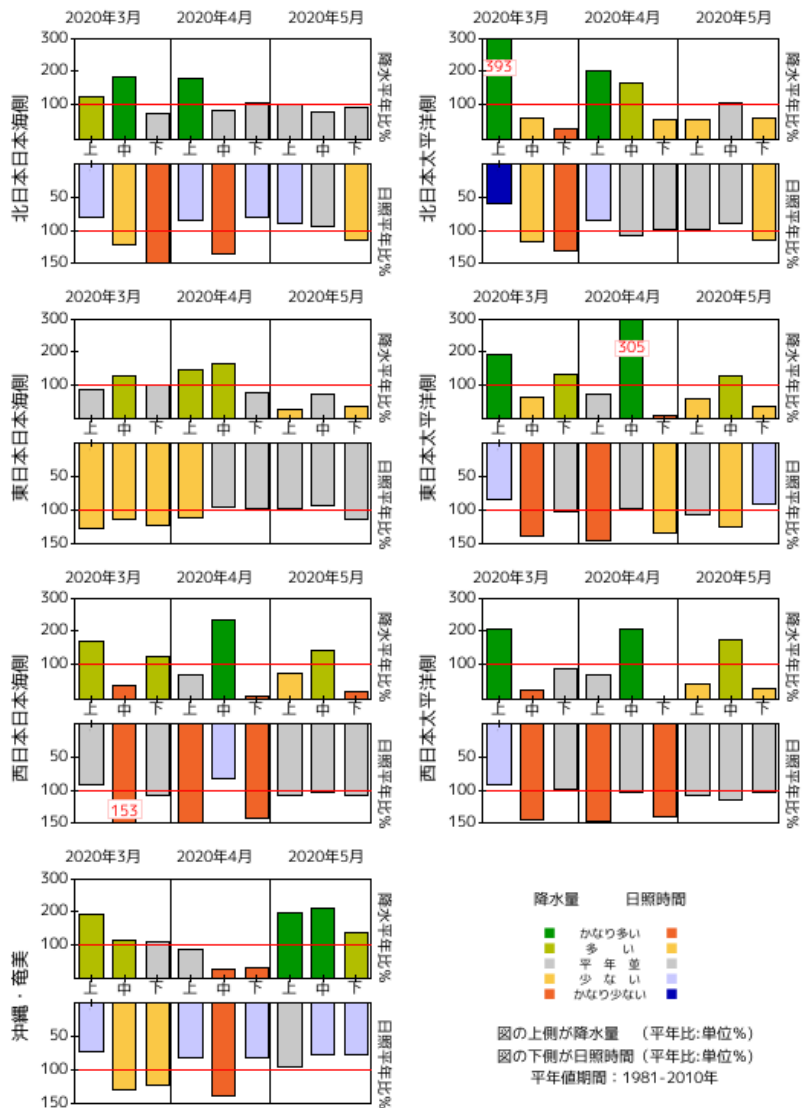 2020年3月 2020年4月 2020年5月
300
200
100
降水平年比%
上 中 下 上 中 下 上 中 下
北日本日本海側
50
100
150
日照平年比%
2020年3月 2020年4月 2020年5月
300
393
200
100
降水平年比%
上 中 下 上 中 下 上 中 下
北日本太平洋側
50
100
150
日照平年比%
2020年3月 2020年4月 2020年5月
300
200
100
降水平年比%
上 中 下 上 中 下 上 中 下
東日本日本海側
50
100
150
日照平年比%
2020年3月 2020年4月 2020年5月
300
305
200
100
降水平年比%
上 中 下 上 中 下 上 中 下
東日本太平洋側
50
100
150
日照平年比%
2020年3月 2020年4月 2020年5月
300
200
100
降水平年比%
上 中 下 上 中 下 上 中 下
西日本日本海側
50
100
153
150
日照平年比%
2020年3月 2020年4月 2020年5月
300
200
100
降水平年比%
上 中 下 上 中 下 上 中 下
西日本太平洋側
50
100
150
日照平年比%
2020年3月 2020年4月 2020年5月
300
200
100
降水平年比%
上 中 下 上 中 下 上 中 下
沖縄・奄美
50
100
150
日照平年比%
降水量 日照時間
かなり多い
多 い
平 年 並
少 な い
かなり少ない
図の上側が降水量 (平年比:単位%)
図の下側が日照時間(平年比:単位%)
平年値期間:1981-2010年